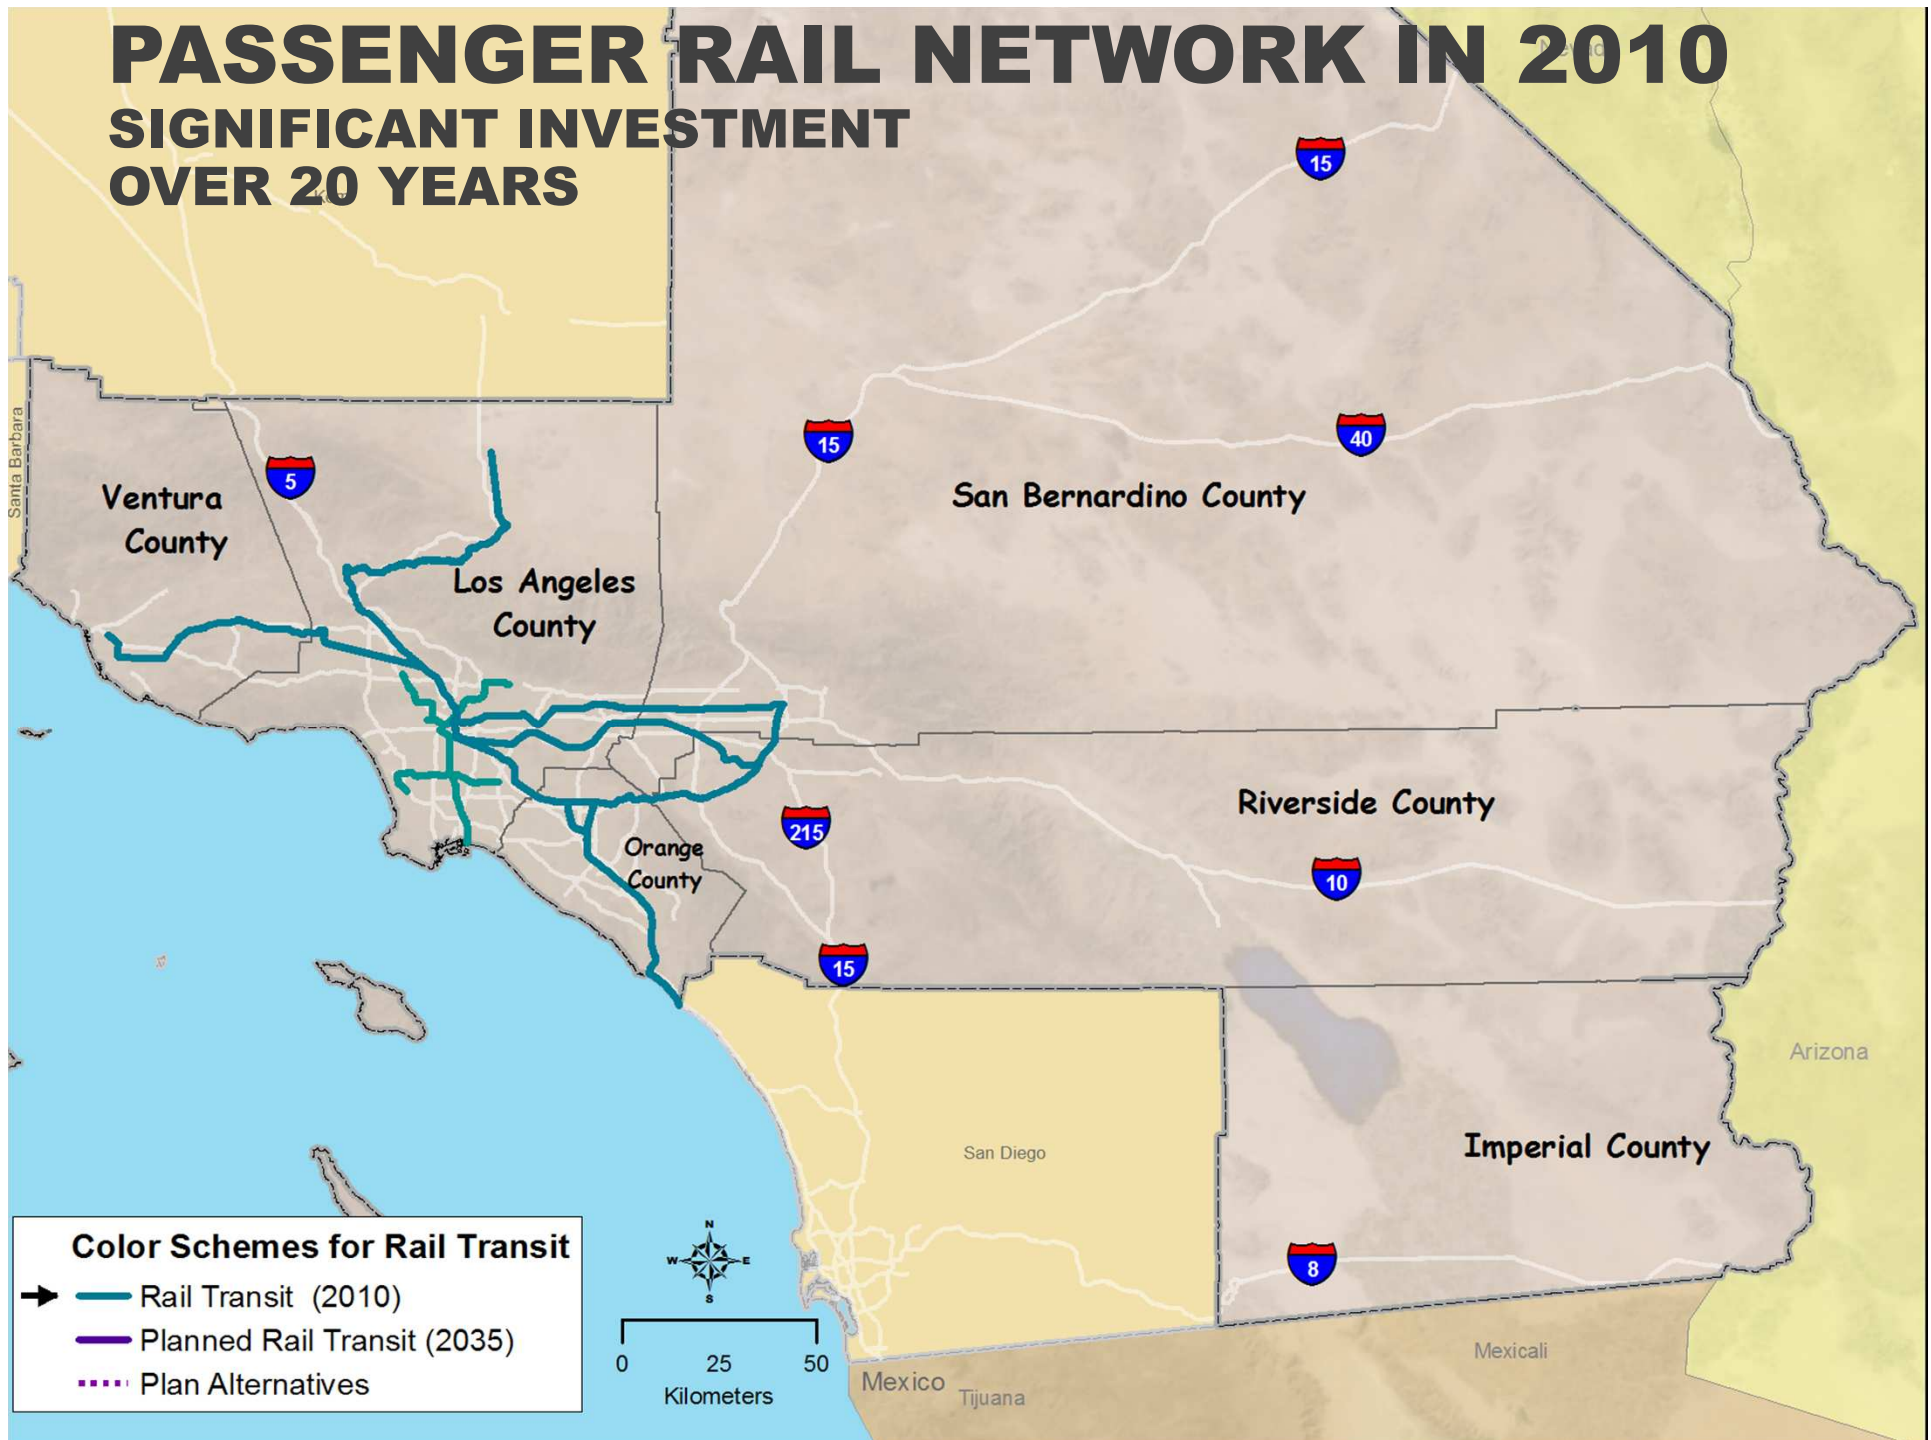 PASSENGER RAIL NETWORK IN 2010
SIGNIFICANT INVESTMENT
OVER 20 YEARS
Nevada
Kern
15
Santa Barbara
15
40
5
Ventura
County
San Bernardino County
Los Angeles
County
Riverside County
215
Orange
County
10
15
Arizona
San Diego
Imperial County
8
Color Schemes for Rail Transit
Rail Transit (2010)
Planned Rail Transit (2035)
Plan Alternatives
N
W E
S
0 25 50
Kilometers
Mexico
Tijuana
Mexicali